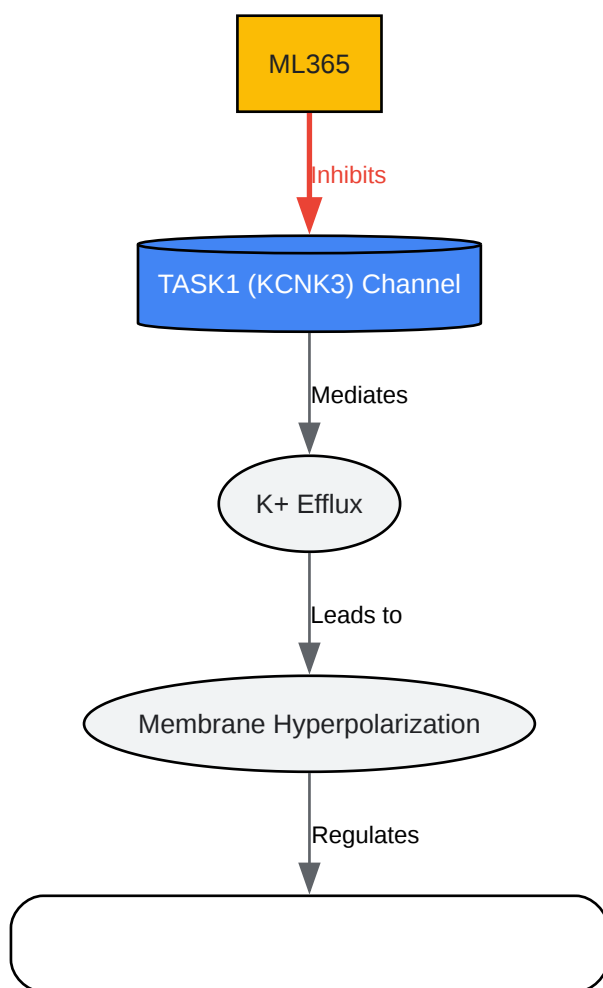 ML365
Inhibits
TASK1 (KCNK3) Channel
Mediates
K+ Efflux
Leads to
Membrane Hyperpolarization
Regulates